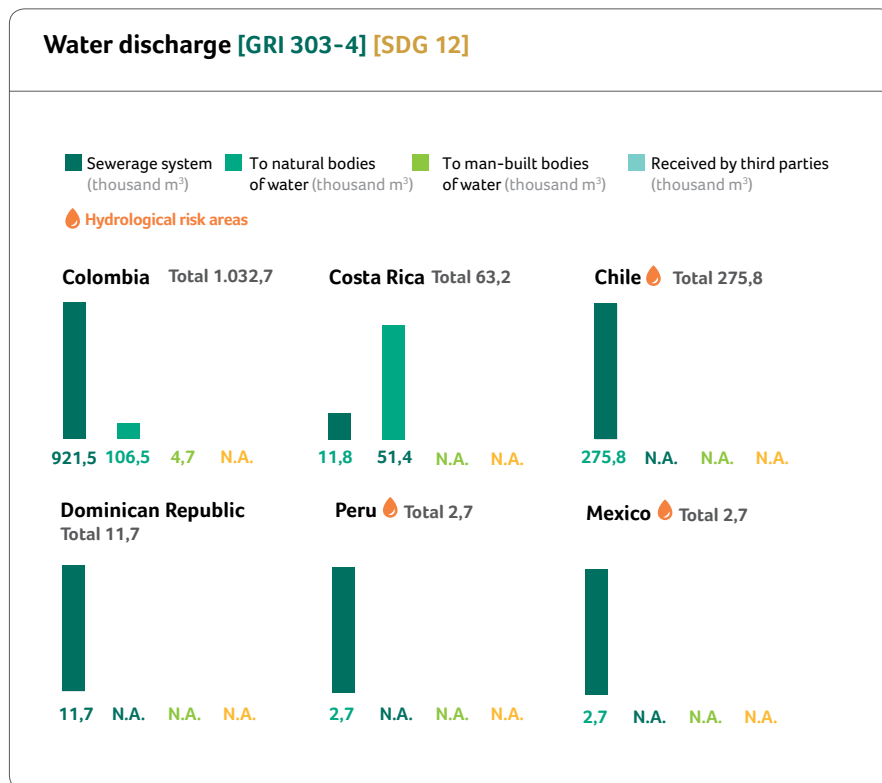 Water discharge [GRI 303-4] [SDG 12]
Sewerage system
(thousand m³)
To natural bodies
of water (thousand m³)
To man-built bodies
of water (thousand m³)
Received by third parties
(thousand m³)
Hydrological risk areas
Colombia Total 1.032,7
921,5 106,5 4,7 N.A.
Costa Rica Total 63,2
11,8 51,4 N.A. N.A.
Chile Total 275,8
275,8 N.A. N.A. N.A.
Dominican Republic
Total 11,7
11,7 N.A. N.A. N.A.
Peru Total 2,7
2,7 N.A. N.A. N.A.
Mexico Total 2,7
2,7 N.A. N.A. N.A.